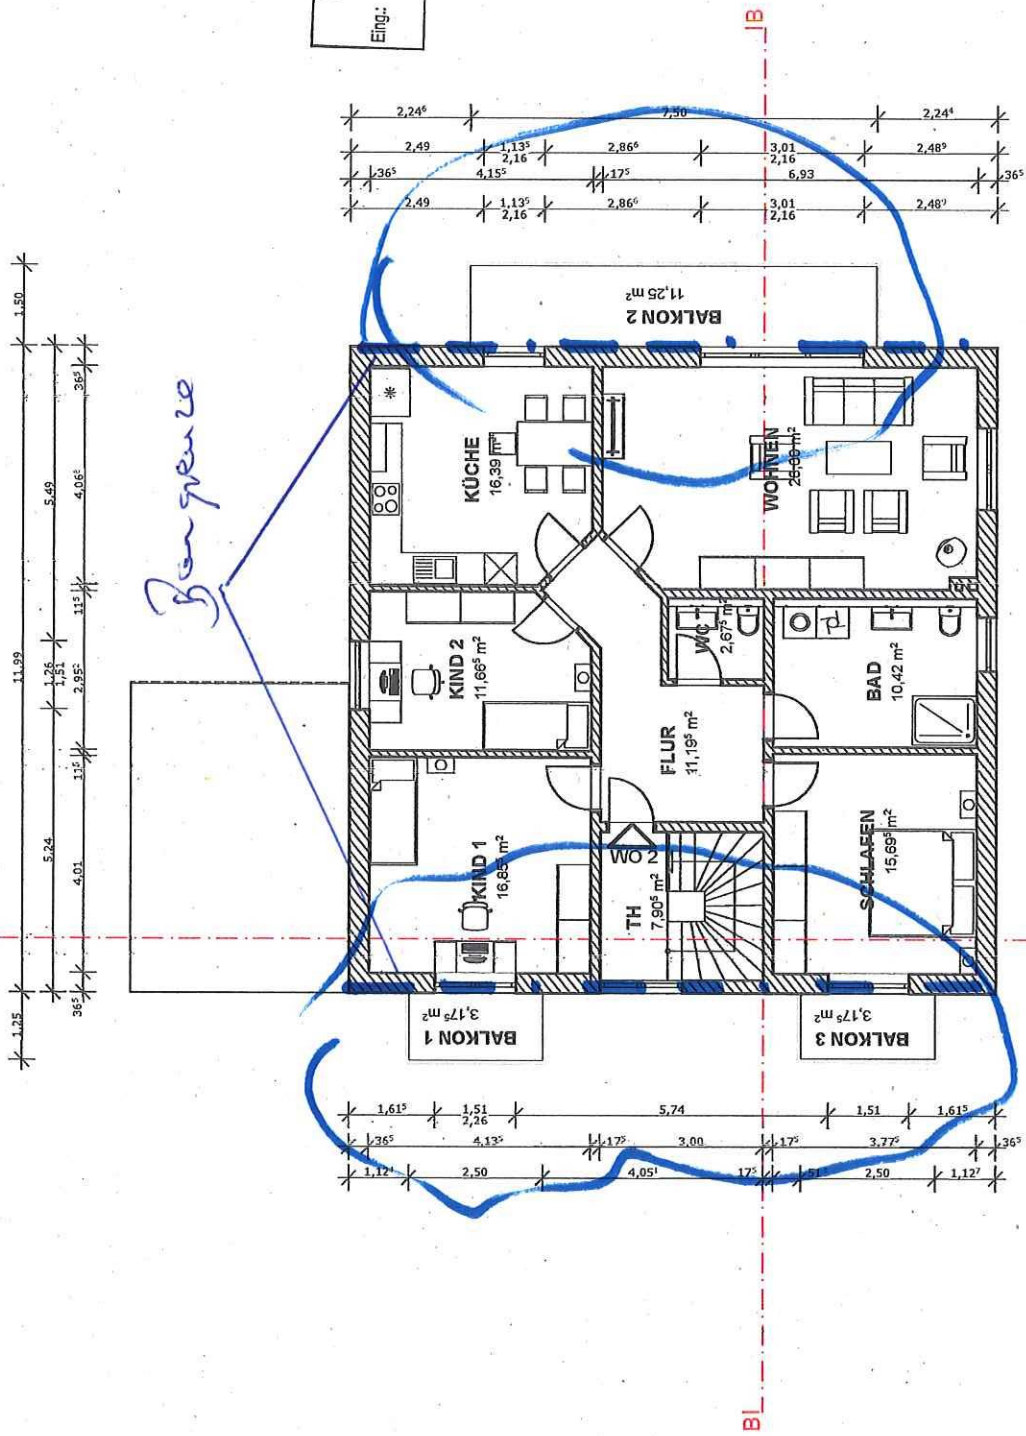 Eing.:
B
IB
2,24⁶
7,50
2,24⁴
2,49
1,13⁵
2,16
2,86⁶
3,01
2,16
2,48⁹
36⁵
4,15⁵
17⁵
6,93
36⁵
2,49
1,13⁵
2,16
2,86⁶
3,01
2,16
2,48⁹
1,50
11,99
1,25
5,49
1,26
1,51
5,24
36⁵
4,06⁵
11⁵
2,95²
11⁵
4,01
36⁵
Baugrenze
BALKON 2
11,25 m²
KÜCHE
16,39 m²
WOHNEN
m²
KIND 2
11,66⁵ m²
WC
2,67⁵ m²
BAD
10,42 m²
FLUR
11,19⁵ m²
KIND 1
16,85⁵ m²
WO 2
TH
7,90⁵ m²
SCHLAFEN
15,69⁵ m²
BALKON 1
3,17⁵ m²
BALKON 3
3,17⁵ m²
1,61⁵
1,51
2,26
5,74
1,51
1,61⁵
36⁵
4,13⁵
17⁵
3,00
17⁵
3,77⁵
36⁵
1,12¹
2,50
4,05¹
17⁵
2,50
1,12⁷
BI